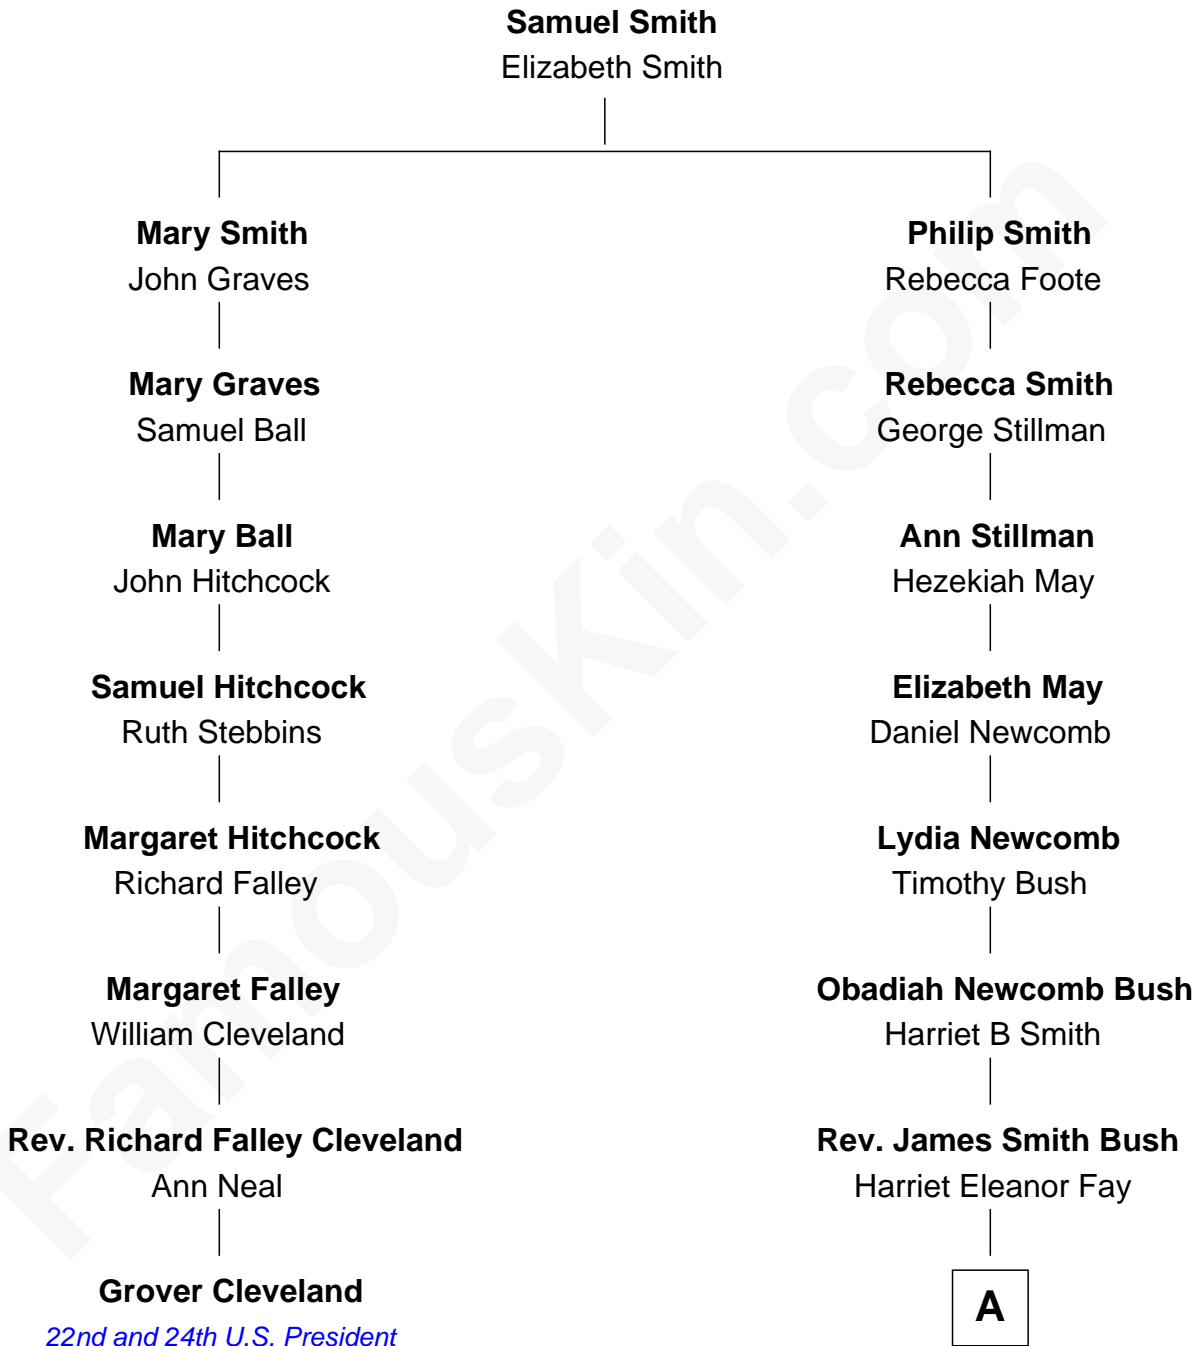 Samuel Smith
Elizabeth Smith
Mary Smith
John Graves
Philip Smith
Rebecca Foote
Mary Graves
Samuel Ball
Rebecca Smith
George Stillman
Mary Ball
John Hitchcock
Ann Stillman
Hezekiah May
Samuel Hitchcock
Ruth Stebbins
Elizabeth May
Daniel Newcomb
Margaret Hitchcock
Richard Falley
Lydia Newcomb
Timothy Bush
Margaret Falley
William Cleveland
Obadiah Newcomb Bush
Harriet B Smith
Rev. Richard Falley Cleveland
Ann Neal
Rev. James Smith Bush
Harriet Eleanor Fay
Grover Cleveland
22nd and 24th U.S. President
A
FamousKin.com